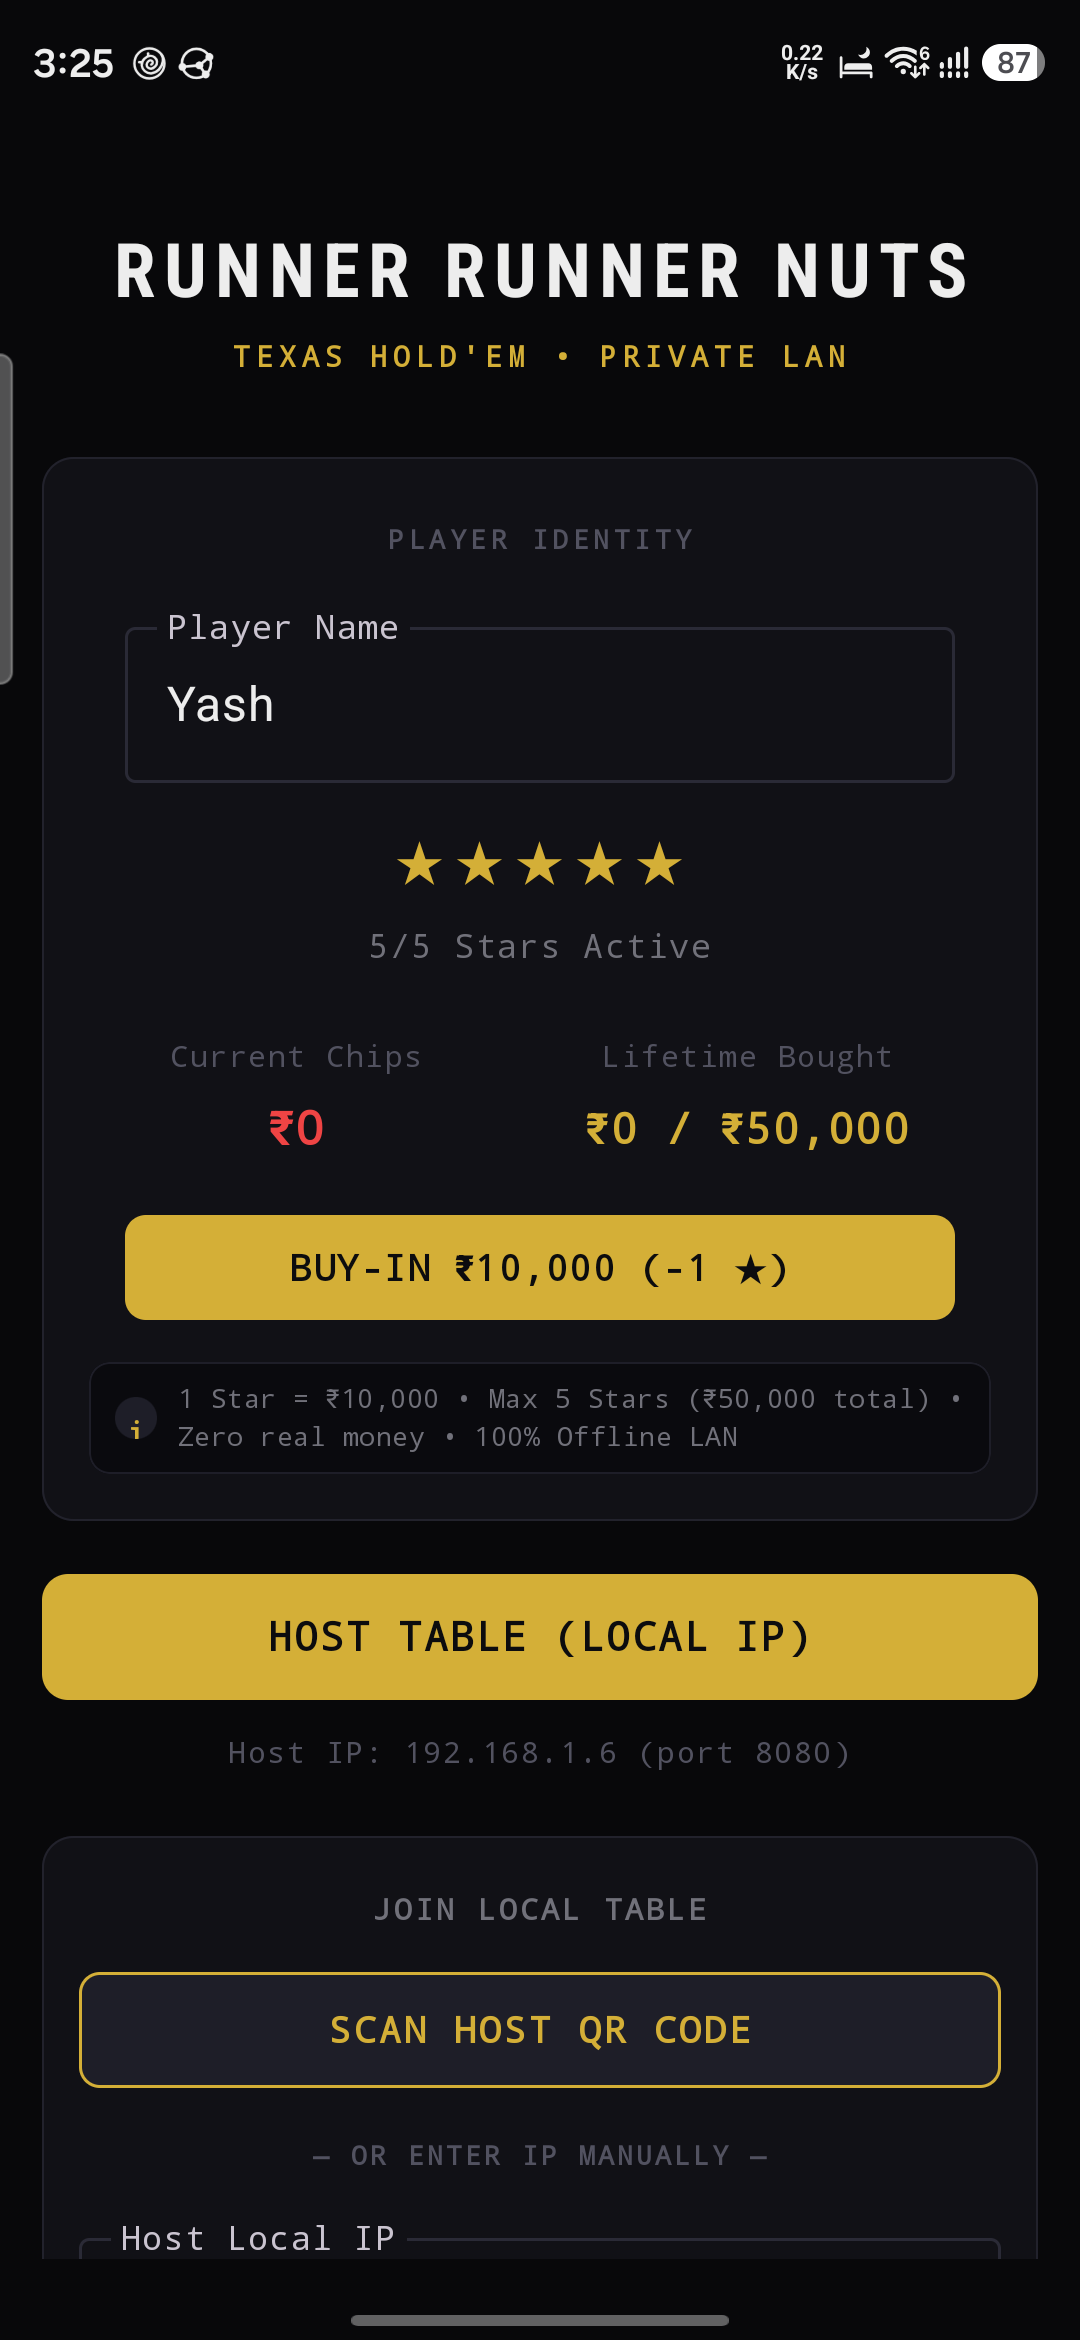 3:25
0.22
K/s
6
87
RUNNER RUNNER NUTS
TEXAS HOLD'EM • PRIVATE LAN
PLAYER IDENTITY
Player Name
Yash
★★★★★
5/5 Stars Active
Current Chips
Lifetime Bought
₹0
₹0 / ₹50,000
BUY-IN ₹10,000 (-1 ★)
i
1 Star = ₹10,000 • Max 5 Stars (₹50,000 total) •
Zero real money • 100% Offline LAN
HOST TABLE (LOCAL IP)
Host IP: 192.168.1.6 (port 8080)
JOIN LOCAL TABLE
SCAN HOST QR CODE
— OR ENTER IP MANUALLY —
Host Local IP